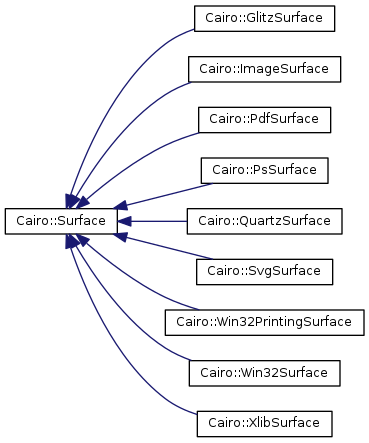 Cairo::GlitzSurface
Cairo::ImageSurface
Cairo::PdfSurface
Cairo::PsSurface
Cairo::Surface
Cairo::QuartzSurface
Cairo::SvgSurface
Cairo::Win32PrintingSurface
Cairo::Win32Surface
Cairo::XlibSurface